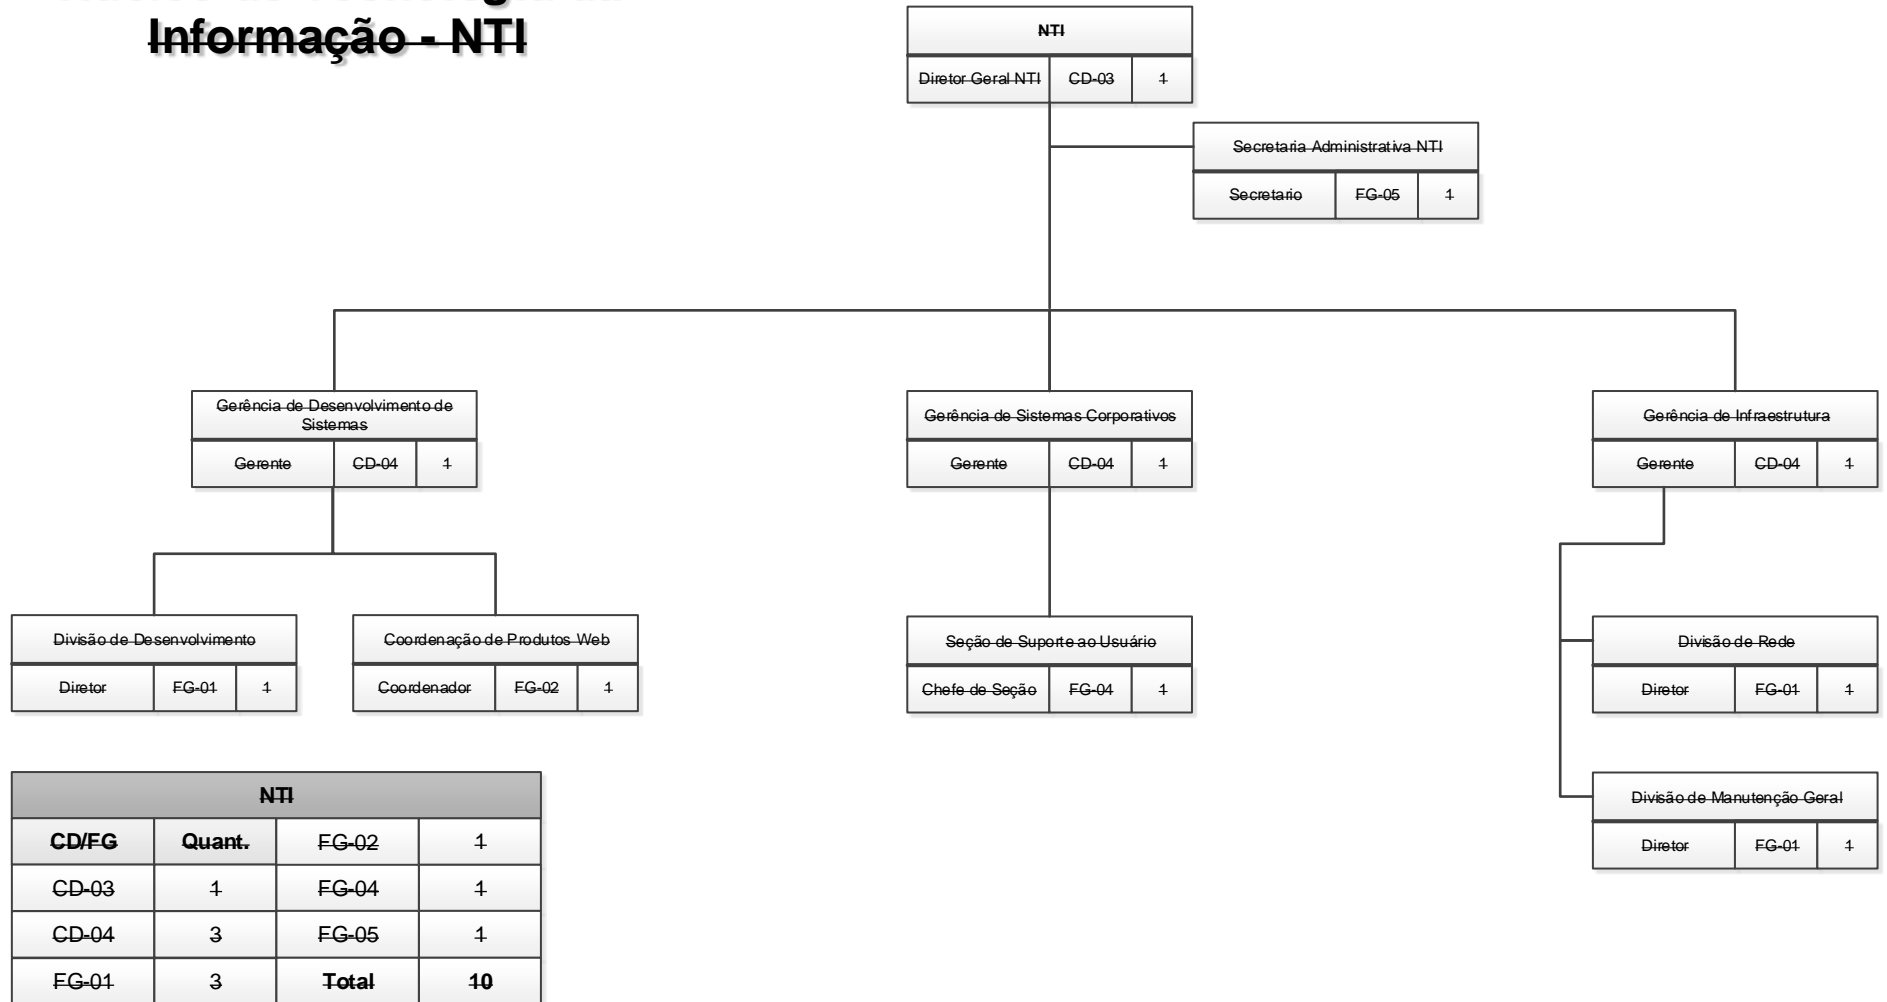 Informação - NTI
NTI
Diretor Geral NTI CD-03 1
Secretaria Administrativa NTI
Secretario FG-05 1
Gerência de Desenvolvimento de
Sistemas
Gerente CD-04 1
Gerência de Sistemas Corporativos
Gerente CD-04 1
Gerência de Infraestrutura
Gerente CD-04 1
Divisão de Desenvolvimento
Diretor FG-01 1
Coordenação de Produtos Web
Coordenador FG-02 1
Seção de Suporte ao Usuário
Chefe de Seção FG-04 1
Divisão de Rede
Diretor FG-01 1
Divisão de Manutenção Geral
Diretor FG-01 1
NTI
CD/FG Quant. FG-02 1
CD-03 1 FG-04 1
CD-04 3 FG-05 1
FG-01 3 Total 10